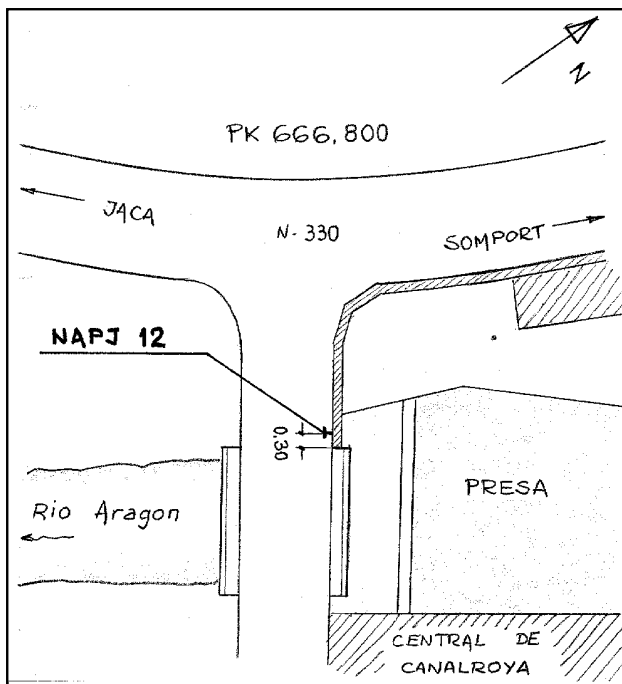 N
PK 666,800
JACA
N-330
SOMPORT
NAPJ 12
0,30
PRESA
Rio Aragon
CENTRAL DE
CANALROYA